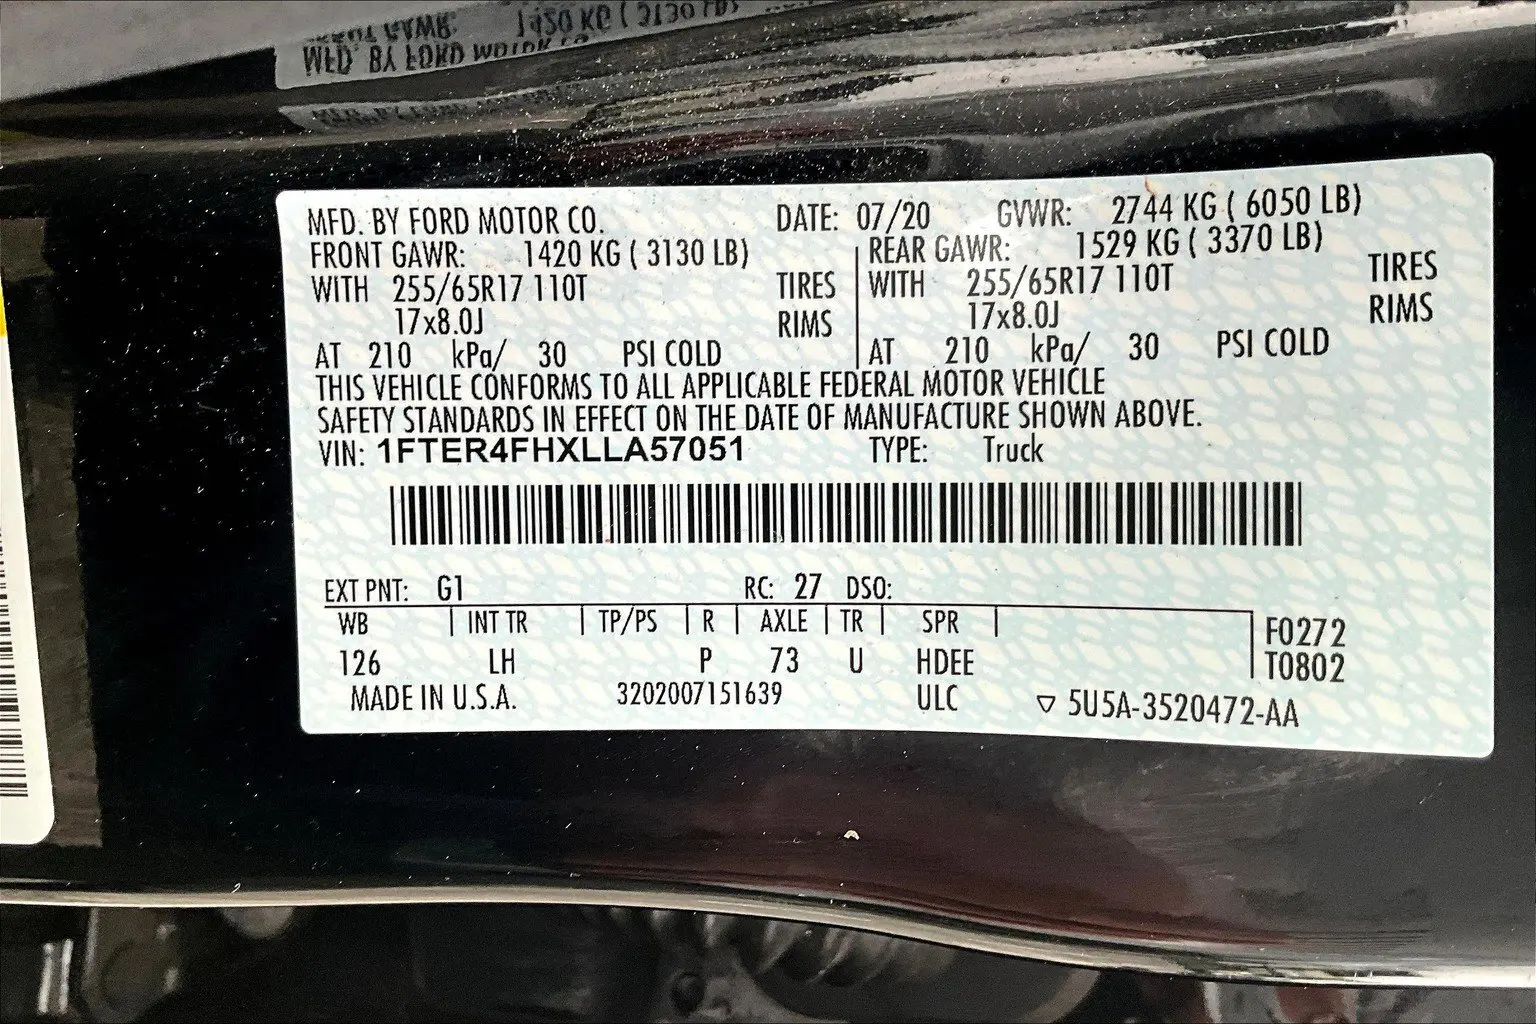 MFD. BY FORD MOTOR CO. DATE: 07/20 GVWR: 2744 KG ( 6050 LB)
FRONT GAWR: 1420 KG ( 3130 LB) REAR GAWR: 1529 KG ( 3370 LB)
WITH 255/65R17 110T TIRES WITH 255/65R17 110T TIRES
17x8.0J RIMS 17x8.0J RIMS
AT 210 kPa/ 30 PSI COLD AT 210 kPa/ 30 PSI COLD
THIS VEHICLE CONFORMS TO ALL APPLICABLE FEDERAL MOTOR VEHICLE
SAFETY STANDARDS IN EFFECT ON THE DATE OF MANUFACTURE SHOWN ABOVE.
VIN: 1FTER4FHXLLA57051 TYPE: Truck
EXT PNT: G1 RC: 27 DSO:
WB INT TR TP/PS R AXLE TR SPR F0272
126 LH P 73 U HDEE T0802
MADE IN U.S.A. 3202007151639 ULC ▽ 5U5A-3520472-AA